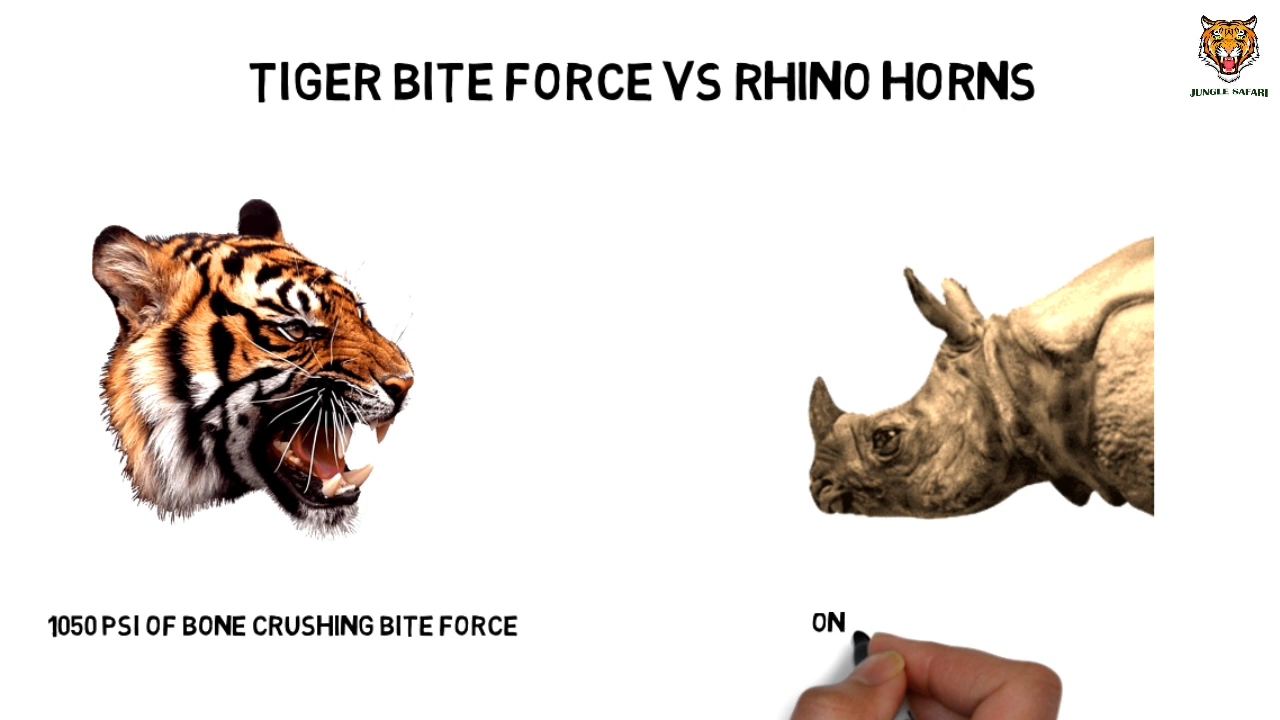 TIGER BITE FORCE VS RHINO HORNS
JUNGLE SAFARI
1050 PSI OF BONE CRUSHING BITE FORCE
ON